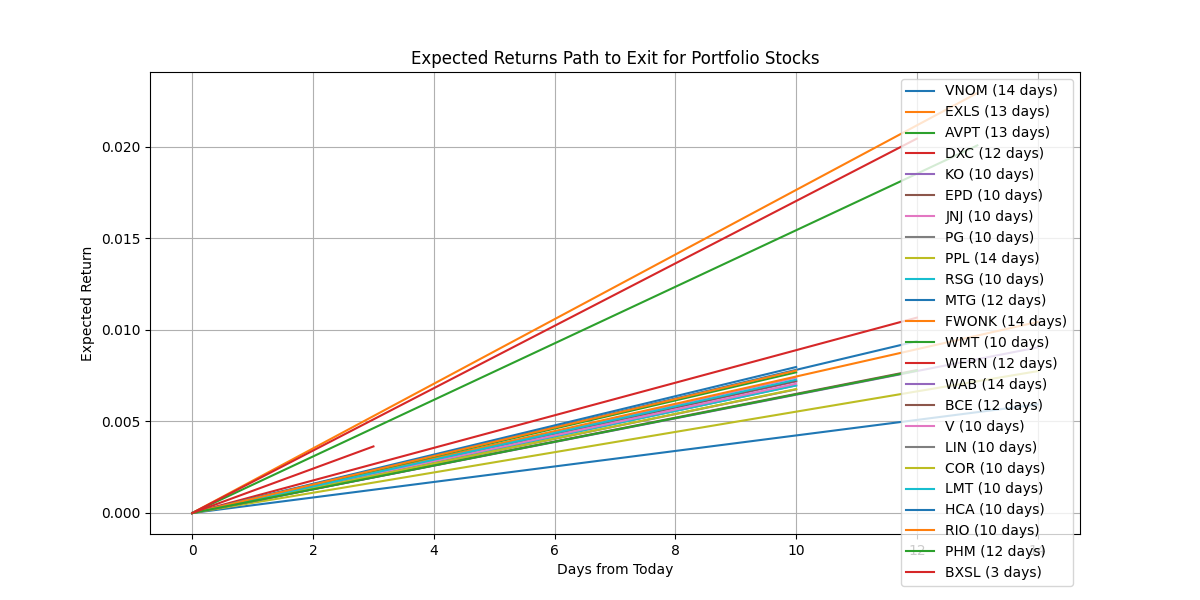 Expected Returns Path to Exit for Portfolio Stocks
Expected Return
0.020
0.015
0.010
0.005
0.000
VNOM (14 days)
EXLS (13 days)
AVPT (13 days)
DXC (12 days)
KO (10 days)
EPD (10 days)
JNJ (10 days)
PG (10 days)
PPL (14 days)
RSG (10 days)
MTG (12 days)
FWONK (14 days)
WMT (10 days)
WERN (12 days)
WAB (14 days)
BCE (12 days)
V (10 days)
LIN (10 days)
COR (10 days)
LMT (10 days)
HCA (10 days)
RIO (10 days)
PHM (12 days)
BXSL (3 days)
0 2 4 6 8 10 12
Days from Today